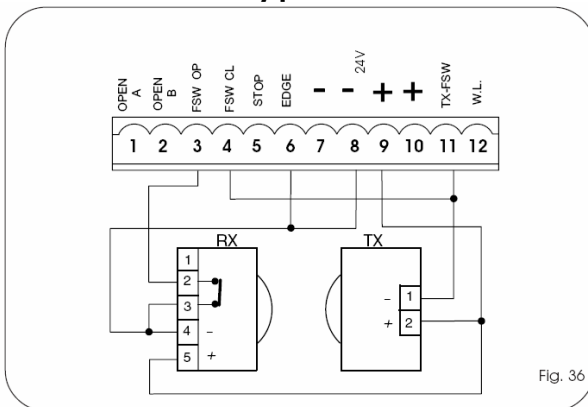 OPEN A
OPEN B
FSW OP
FSW CL
STOP
EDGE
-
-
24V
+
+
TX-FSW
W.L.
1 2 3 4 5 6 7 8 9 10 11 12
RX
1
2
3
4 -
5 +
TX
- 1
+ 2
Fig. 36